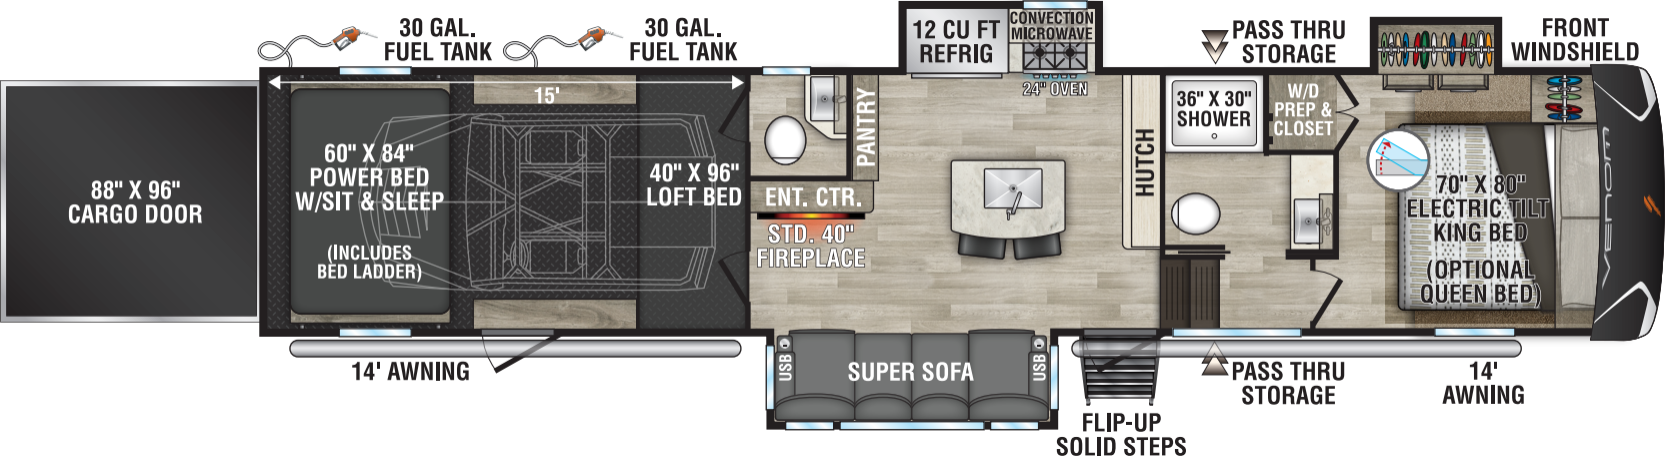 30 GAL.
FUEL TANK
30 GAL.
FUEL TANK
12 CU FT
REFRIG
CONVECTION
MICROWAVE
24" OVEN
PASS THRU
STORAGE
FRONT
WINDSHIELD
88" X 96"
CARGO DOOR
15'
60" X 84"
POWER BED
W/SIT & SLEEP
(INCLUDES
BED LADDER)
40" X 96"
LOFT BED
PANTRY
ENT. CTR.
STD. 40"
FIREPLACE
HUTCH
36" X 30"
SHOWER
W/D
PREP &
CLOSET
70" X 80"
ELECTRIC TILT
KING BED
(OPTIONAL
QUEEN BED)
VENOM
14' AWNING
USB
SUPER SOFA
USB
FLIP-UP
SOLID STEPS
PASS THRU
STORAGE
14'
AWNING